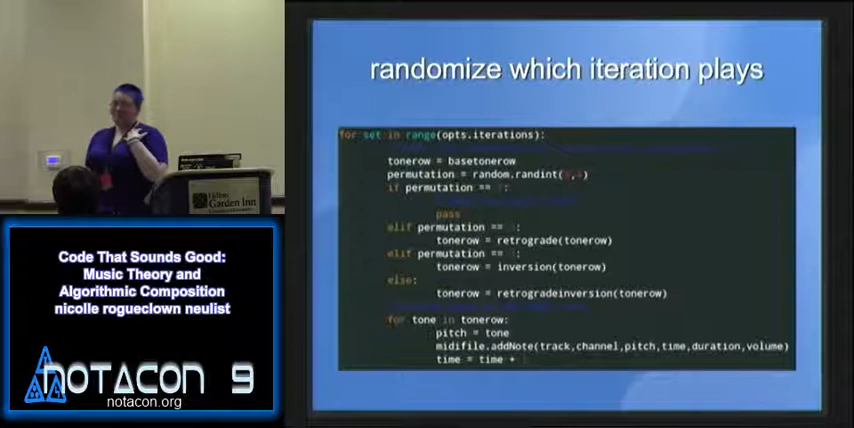 randomize which iteration plays
for set in range(opts.iterations):
tonerow = basetonerow
permutation = random.randint( , )
if permutation == :
pass
elif permutation == :
tonerow = retrograde(tonerow)
elif permutation == :
tonerow = inversion(tonerow)
else:
tonerow = retrogradeinversion(tonerow)
for tone in tonerow:
pitch = tone
midifile.addNote(track,channel,pitch,time,duration,volume)
time = time +
Garden Inn
Code That Sounds Good:
Music Theory and
Algorithmic Composition
nicolle rogueclown neulist
NOTACON 9
notacon.org